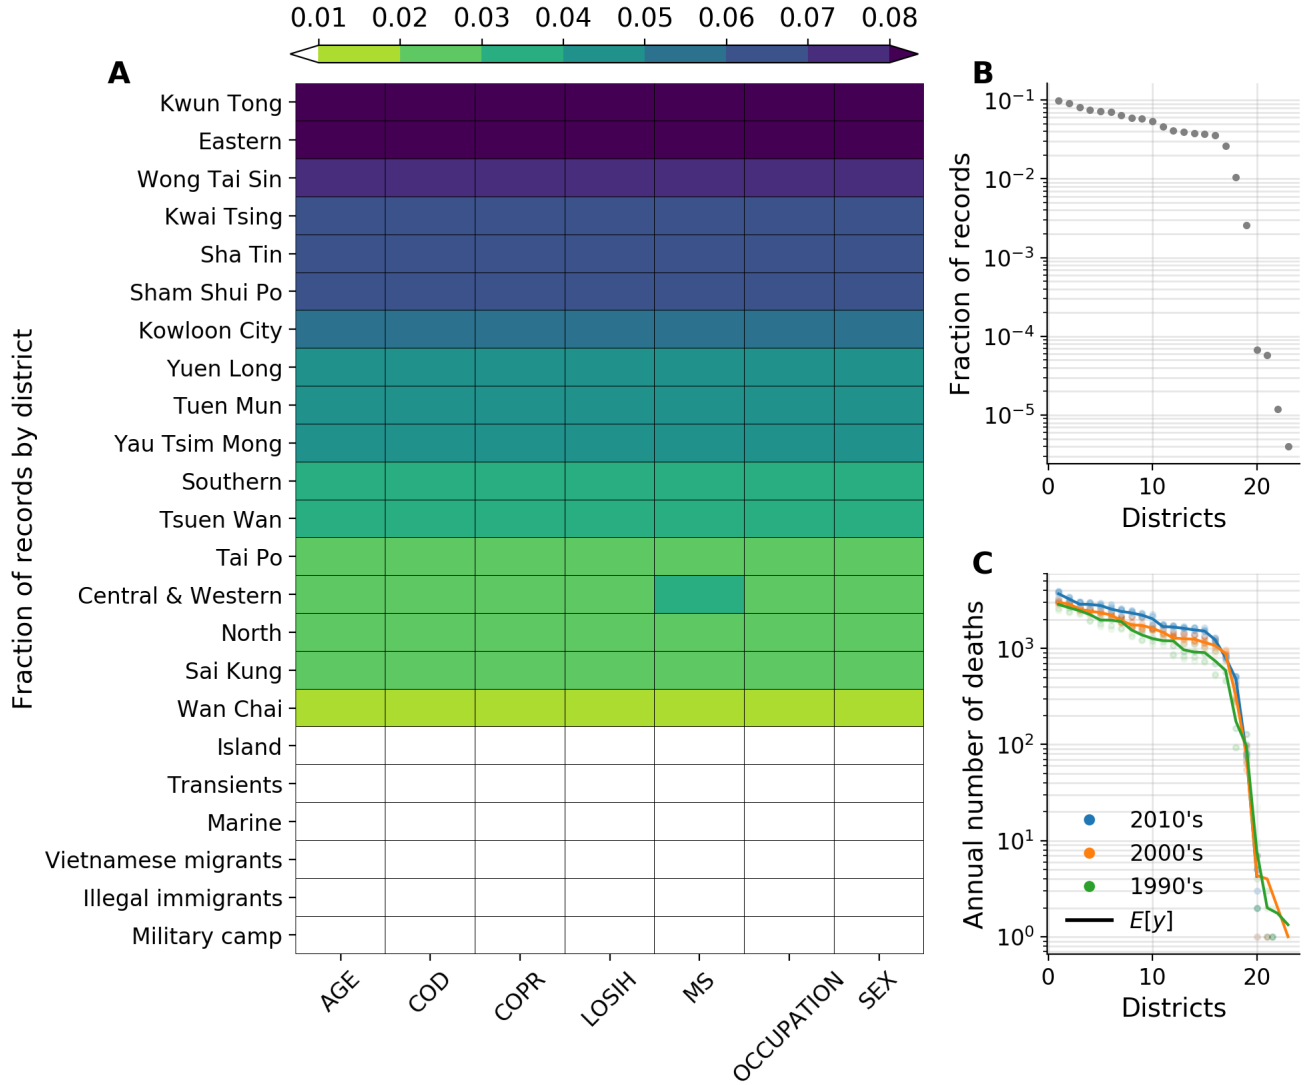 0.01 0.02 0.03 0.04 0.05 0.06 0.07 0.08
A
Fraction of records by district
Kwun Tong
Eastern
Wong Tai Sin
Kwai Tsing
Sha Tin
Sham Shui Po
Kowloon City
Yuen Long
Tuen Mun
Yau Tsim Mong
Southern
Tsuen Wan
Tai Po
Central & Western
North
Sai Kung
Wan Chai
Island
Transients
Marine
Vietnamese migrants
Illegal immigrants
Military camp
AGE COD COPR LOSIH MS OCCUPATION SEX
B
Fraction of records
10⁻¹
10⁻²
10⁻³
10⁻⁴
10⁻⁵
0 10 20
Districts
C
Annual number of deaths
10³
10²
10¹
10⁰
2010's
2000's
1990's
E[y]
0 10 20
Districts